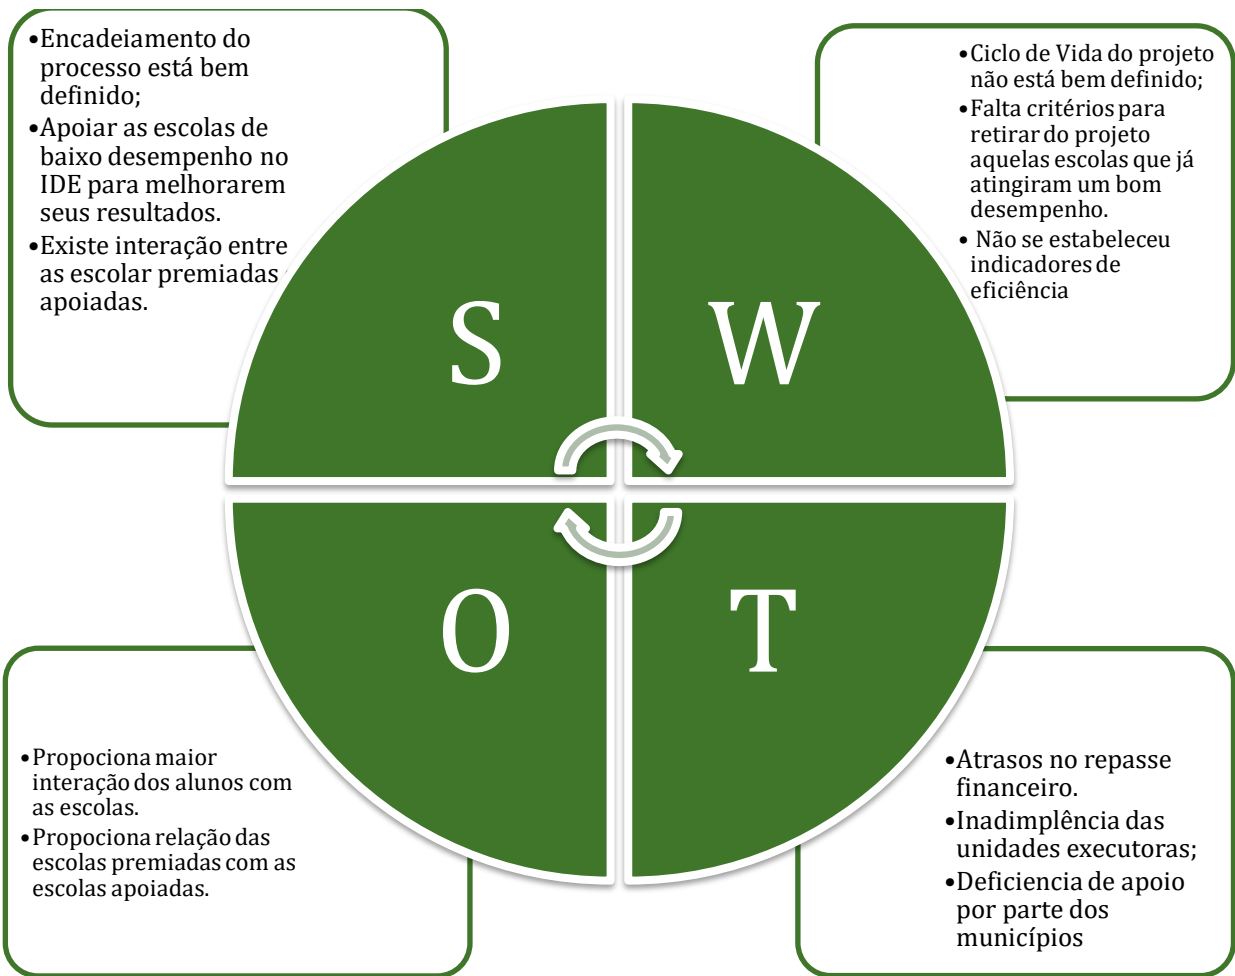 •Encadeiamento do
processo está bem
definido;
•Apoiar as escolas de
baixo desempenho no
IDE para melhorarem
seus resultados.
•Existe interação entre
as escolar premiadas
apoiadas.
•Ciclo de Vida do projeto
não está bem definido;
•Falta critérios para
retirar do projeto
aquelas escolas que já
atingiram um bom
desempenho.
• Não se estabeleceu
indicadores de
eficiência
S
W
O
T
•Propociona maior
interação dos alunos com
as escolas.
•Propociona relação das
escolas premiadas com as
escolas apoiadas.
•Atrasos no repasse
financeiro.
•Inadimplência das
unidades executoras;
•Deficiencia de apoio
por parte dos
municípios